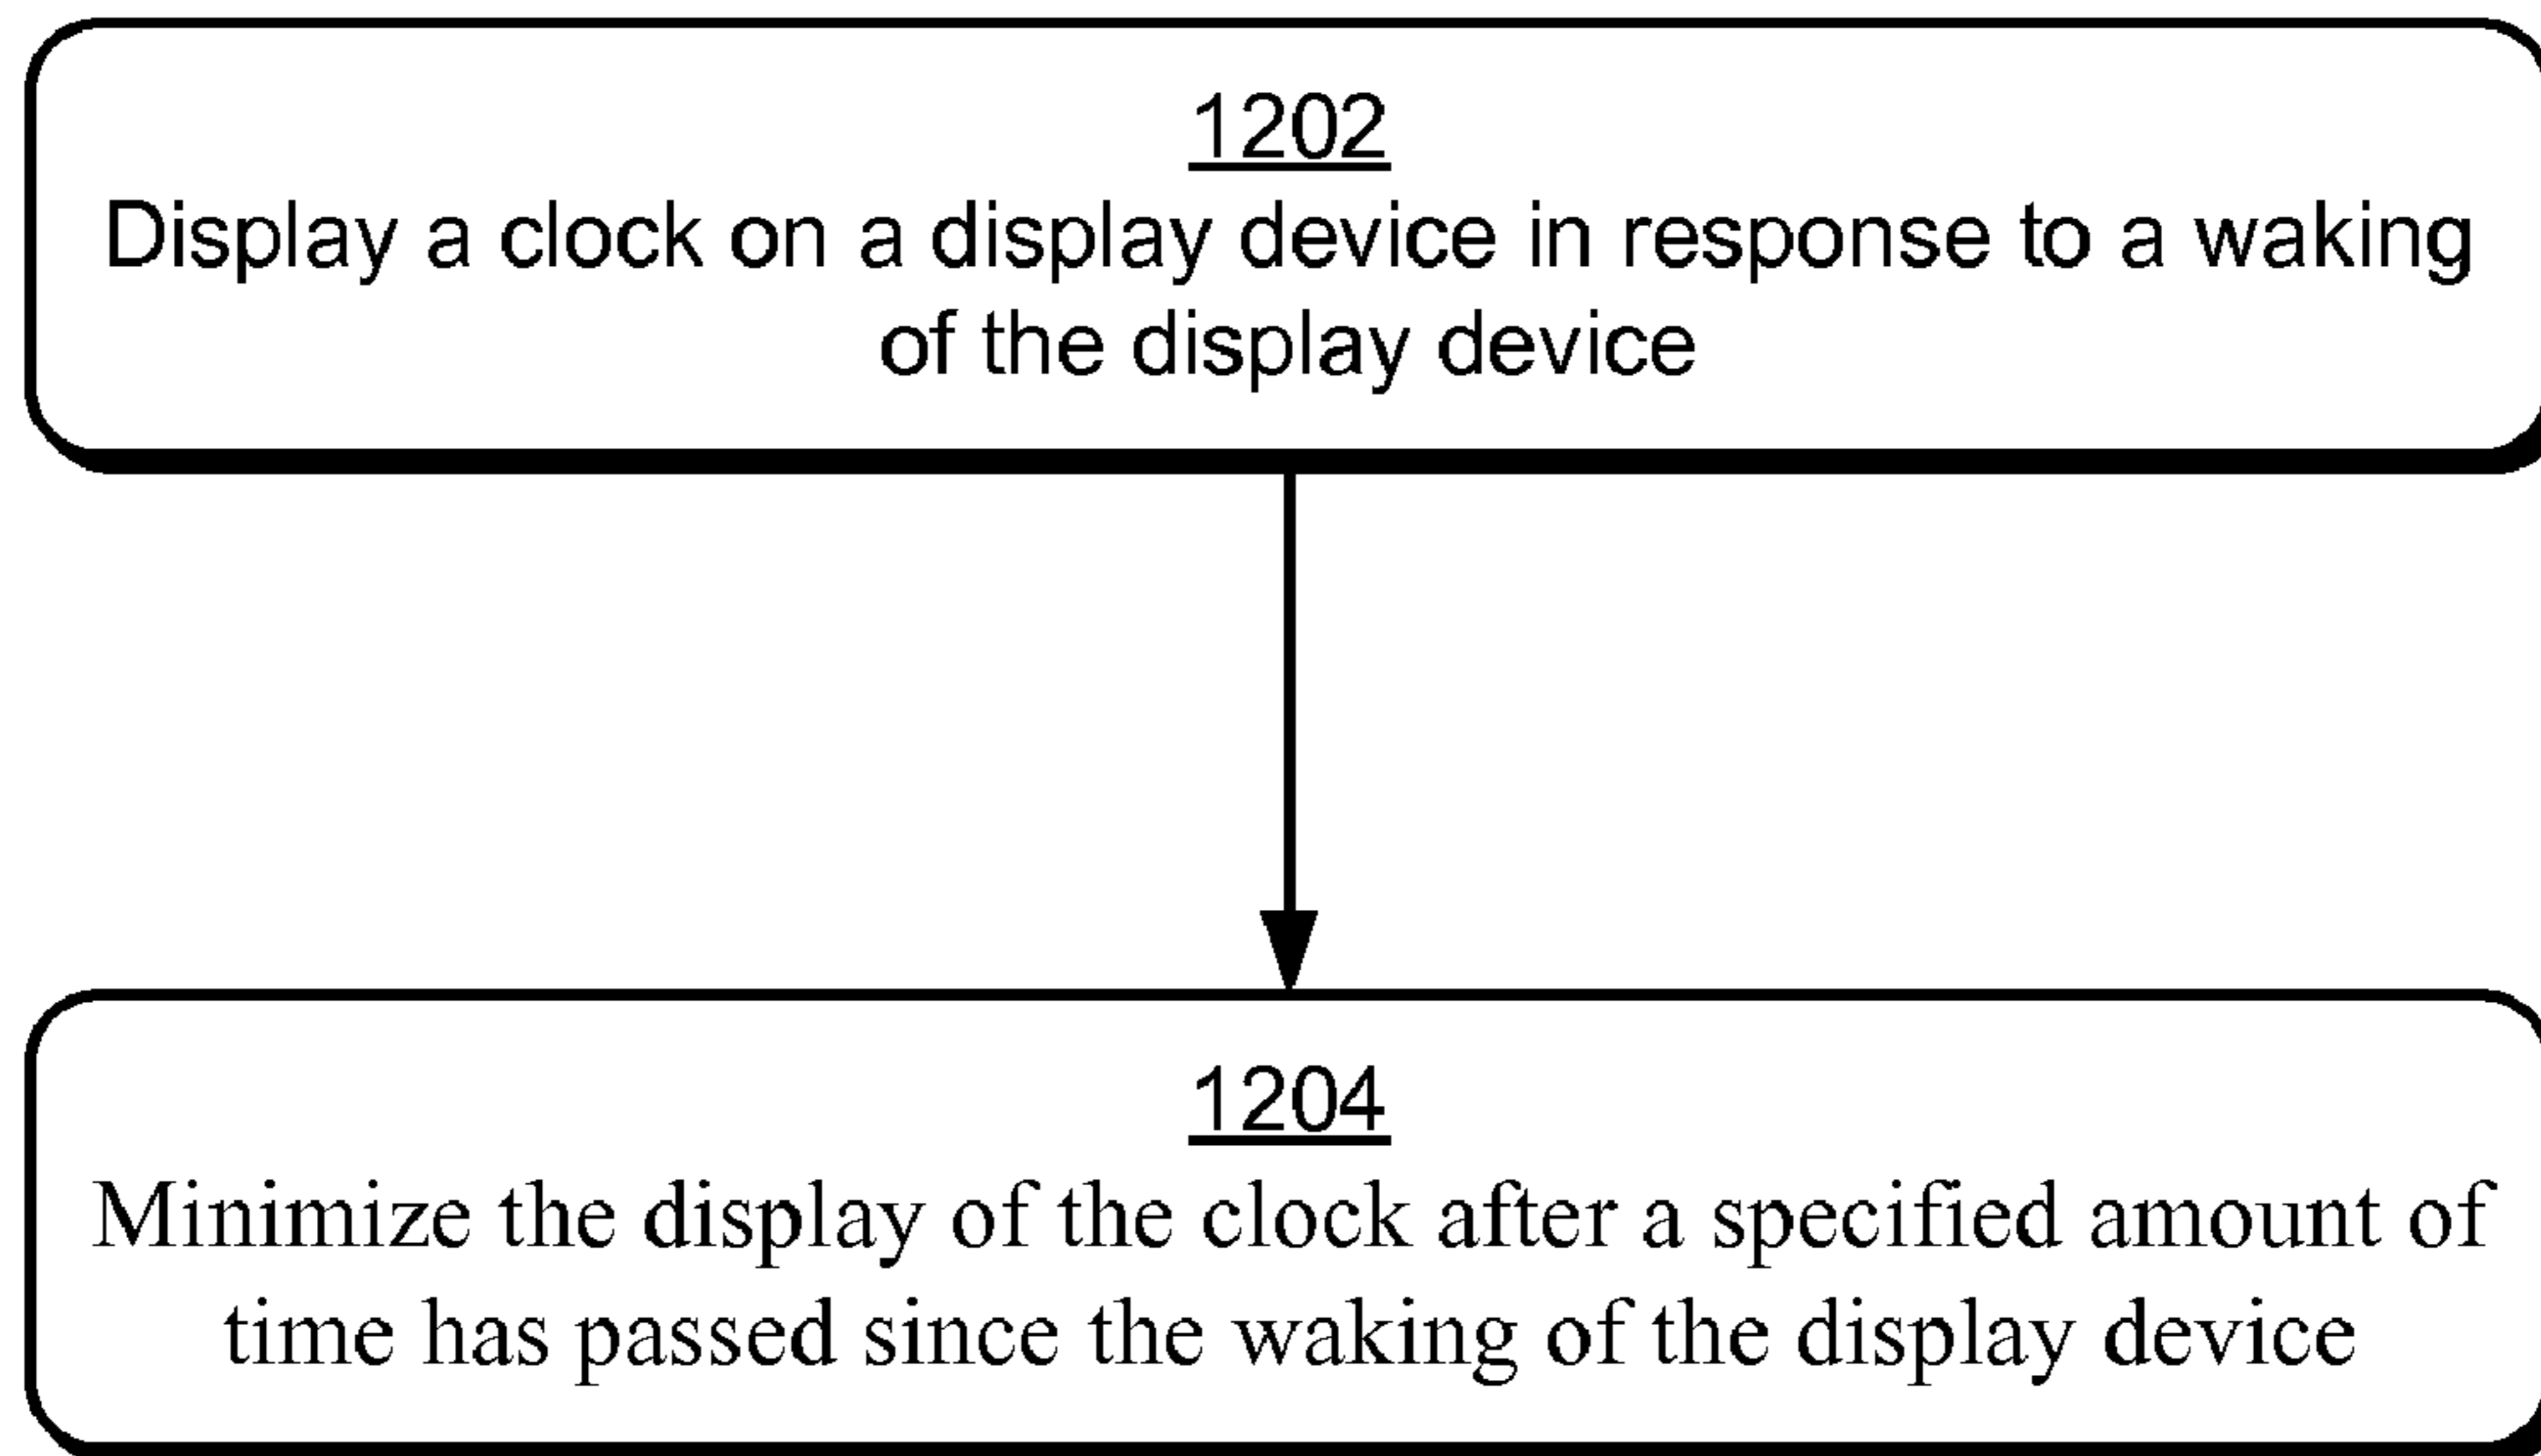 1202
Display a clock on a display device in response to a waking
of the display device
1204
Minimize the display of the clock after a specified amount of
time has passed since the waking of the display device